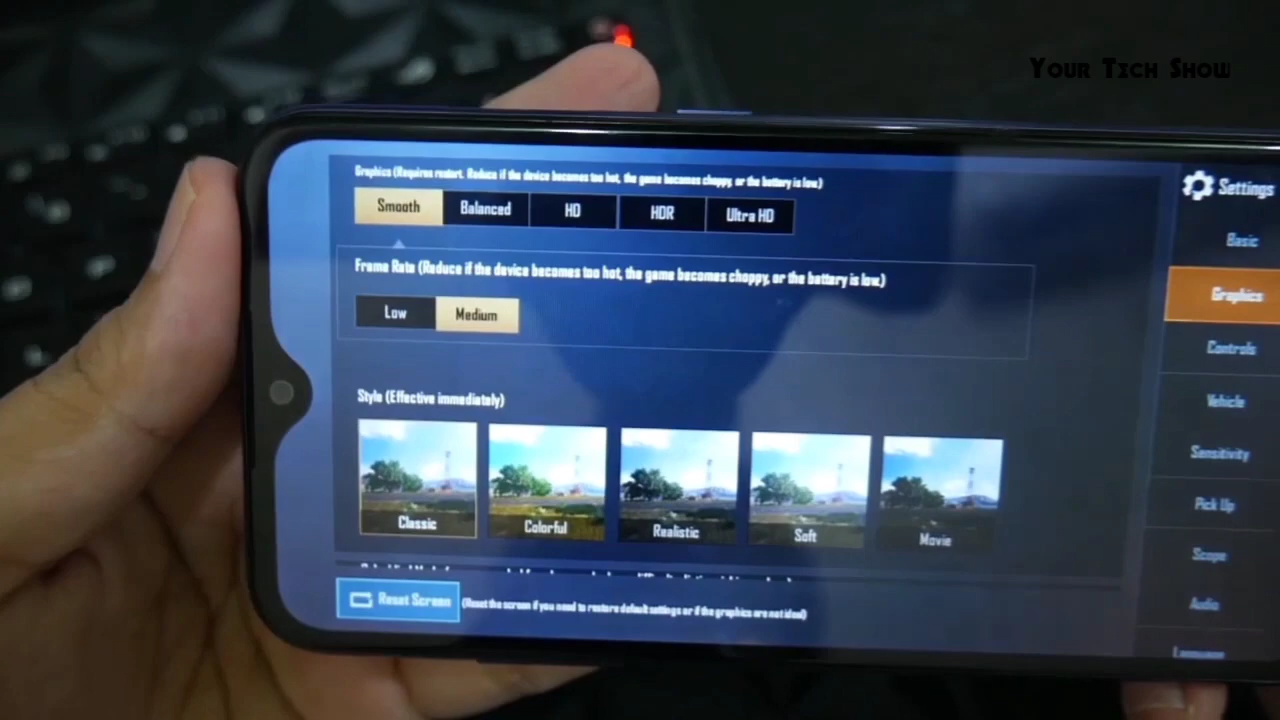 YOUR TECH SHOW
Graphics (Requires restart. Reduce if the device becomes too hot, the game becomes choppy, or the battery is low.)
Smooth
Balanced
HD
HDR
Ultra HD
Frame Rate (Reduce if the device becomes too hot, the game becomes choppy, or the battery is low.)
Low
Medium
Style (Effective immediately)
Classic
Colorful
Realistic
Soft
Movie
Reset Screen
(Reset the screen if you need to restore default settings or if the graphics are not ideal)
Settings
Basic
Graphics
Controls
Vehicle
Sensitivity
Pick Up
Scope
Audio
Language